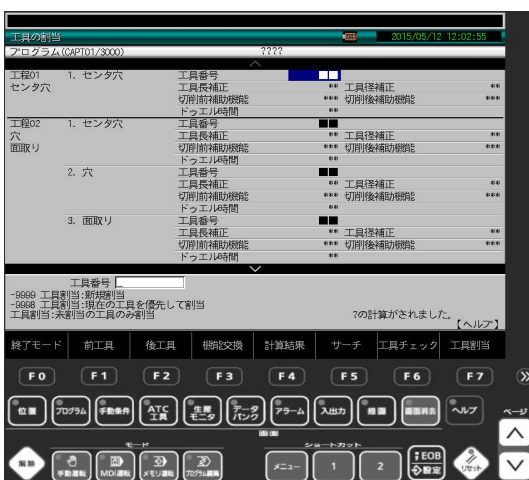 工具の割当 2015/05/12 12:02:55
プログラム(CAPT01/3000) ????
工程01 1. センタ穴 工具番号
センタ穴 工具長補正 ** 工具径補正 **
切削前補助機能 *** 切削後補助機能 ***
ドゥエル時間 **
工程02 1. センタ穴 工具番号 ■■
穴 工具長補正 ** 工具径補正 **
面取り 切削前補助機能 *** 切削後補助機能 ***
ドゥエル時間 **
2. 穴 工具番号 ■■
工具長補正 ** 工具径補正 **
切削前補助機能 *** 切削後補助機能 ***
ドゥエル時間 **
3. 面取り 工具番号 ■■
工具長補正 ** 工具径補正 **
切削前補助機能 *** 切削後補助機能 ***
ドゥエル時間 **
工具番号
-9999 工具割当:新規割当
-9998 工具割当:現在の工具を優先して割当
工具割当:未割当の工具のみ割当 ?の計算がされました。
【ヘルプ】
終了モード 前工具 後工具 機能交換 計算結果 サーチ 工具チェック 工具割当
F0 F1 F2 F3 F4 F5 F6 F7
位置 プログラム 手動条件 ATC工具 生産モニタ データバンク アラーム 入出力 描画 画面消去 ヘルプ ページ
画面
モード ショートカット
解除 手動運転 MDI運転 メモリ運転 プログラム編集 メニュー 1 2 EOB 設定 リセット